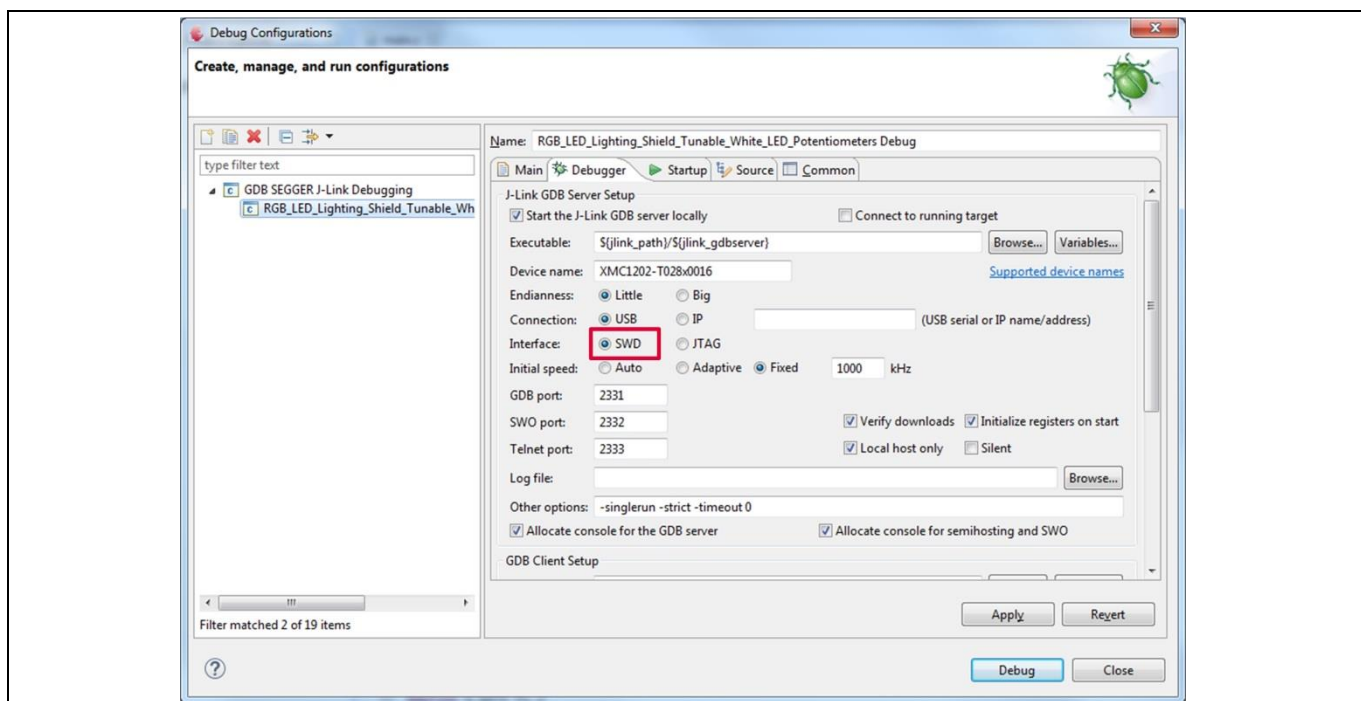 Debug Configurations
Create, manage, and run configurations
type filter text
GDB SEGGER J-Link Debugging
RGB_LED_Lighting_Shield_Tunable_Wh
Filter matched 2 of 19 items
Name: RGB_LED_Lighting_Shield_Tunable_White_LED_Potentiometers Debug
Main Debugger Startup Source Common
J-Link GDB Server Setup
Start the J-Link GDB server locally Connect to running target
Executable: ${jlink_path}/${jlink_gdbserver} Browse... Variables...
Device name: XMC1202-T028x0016 Supported device names
Endianness: Little Big
Connection: USB IP (USB serial or IP name/address)
Interface: SWD JTAG
Initial speed: Auto Adaptive Fixed 1000 kHz
GDB port: 2331
SWO port: 2332 Verify downloads Initialize registers on start
Telnet port: 2333 Local host only Silent
Log file: Browse...
Other options: -singlerun -strict -timeout 0
Allocate console for the GDB server Allocate console for semihosting and SWO
GDB Client Setup
Apply Revert
Debug Close